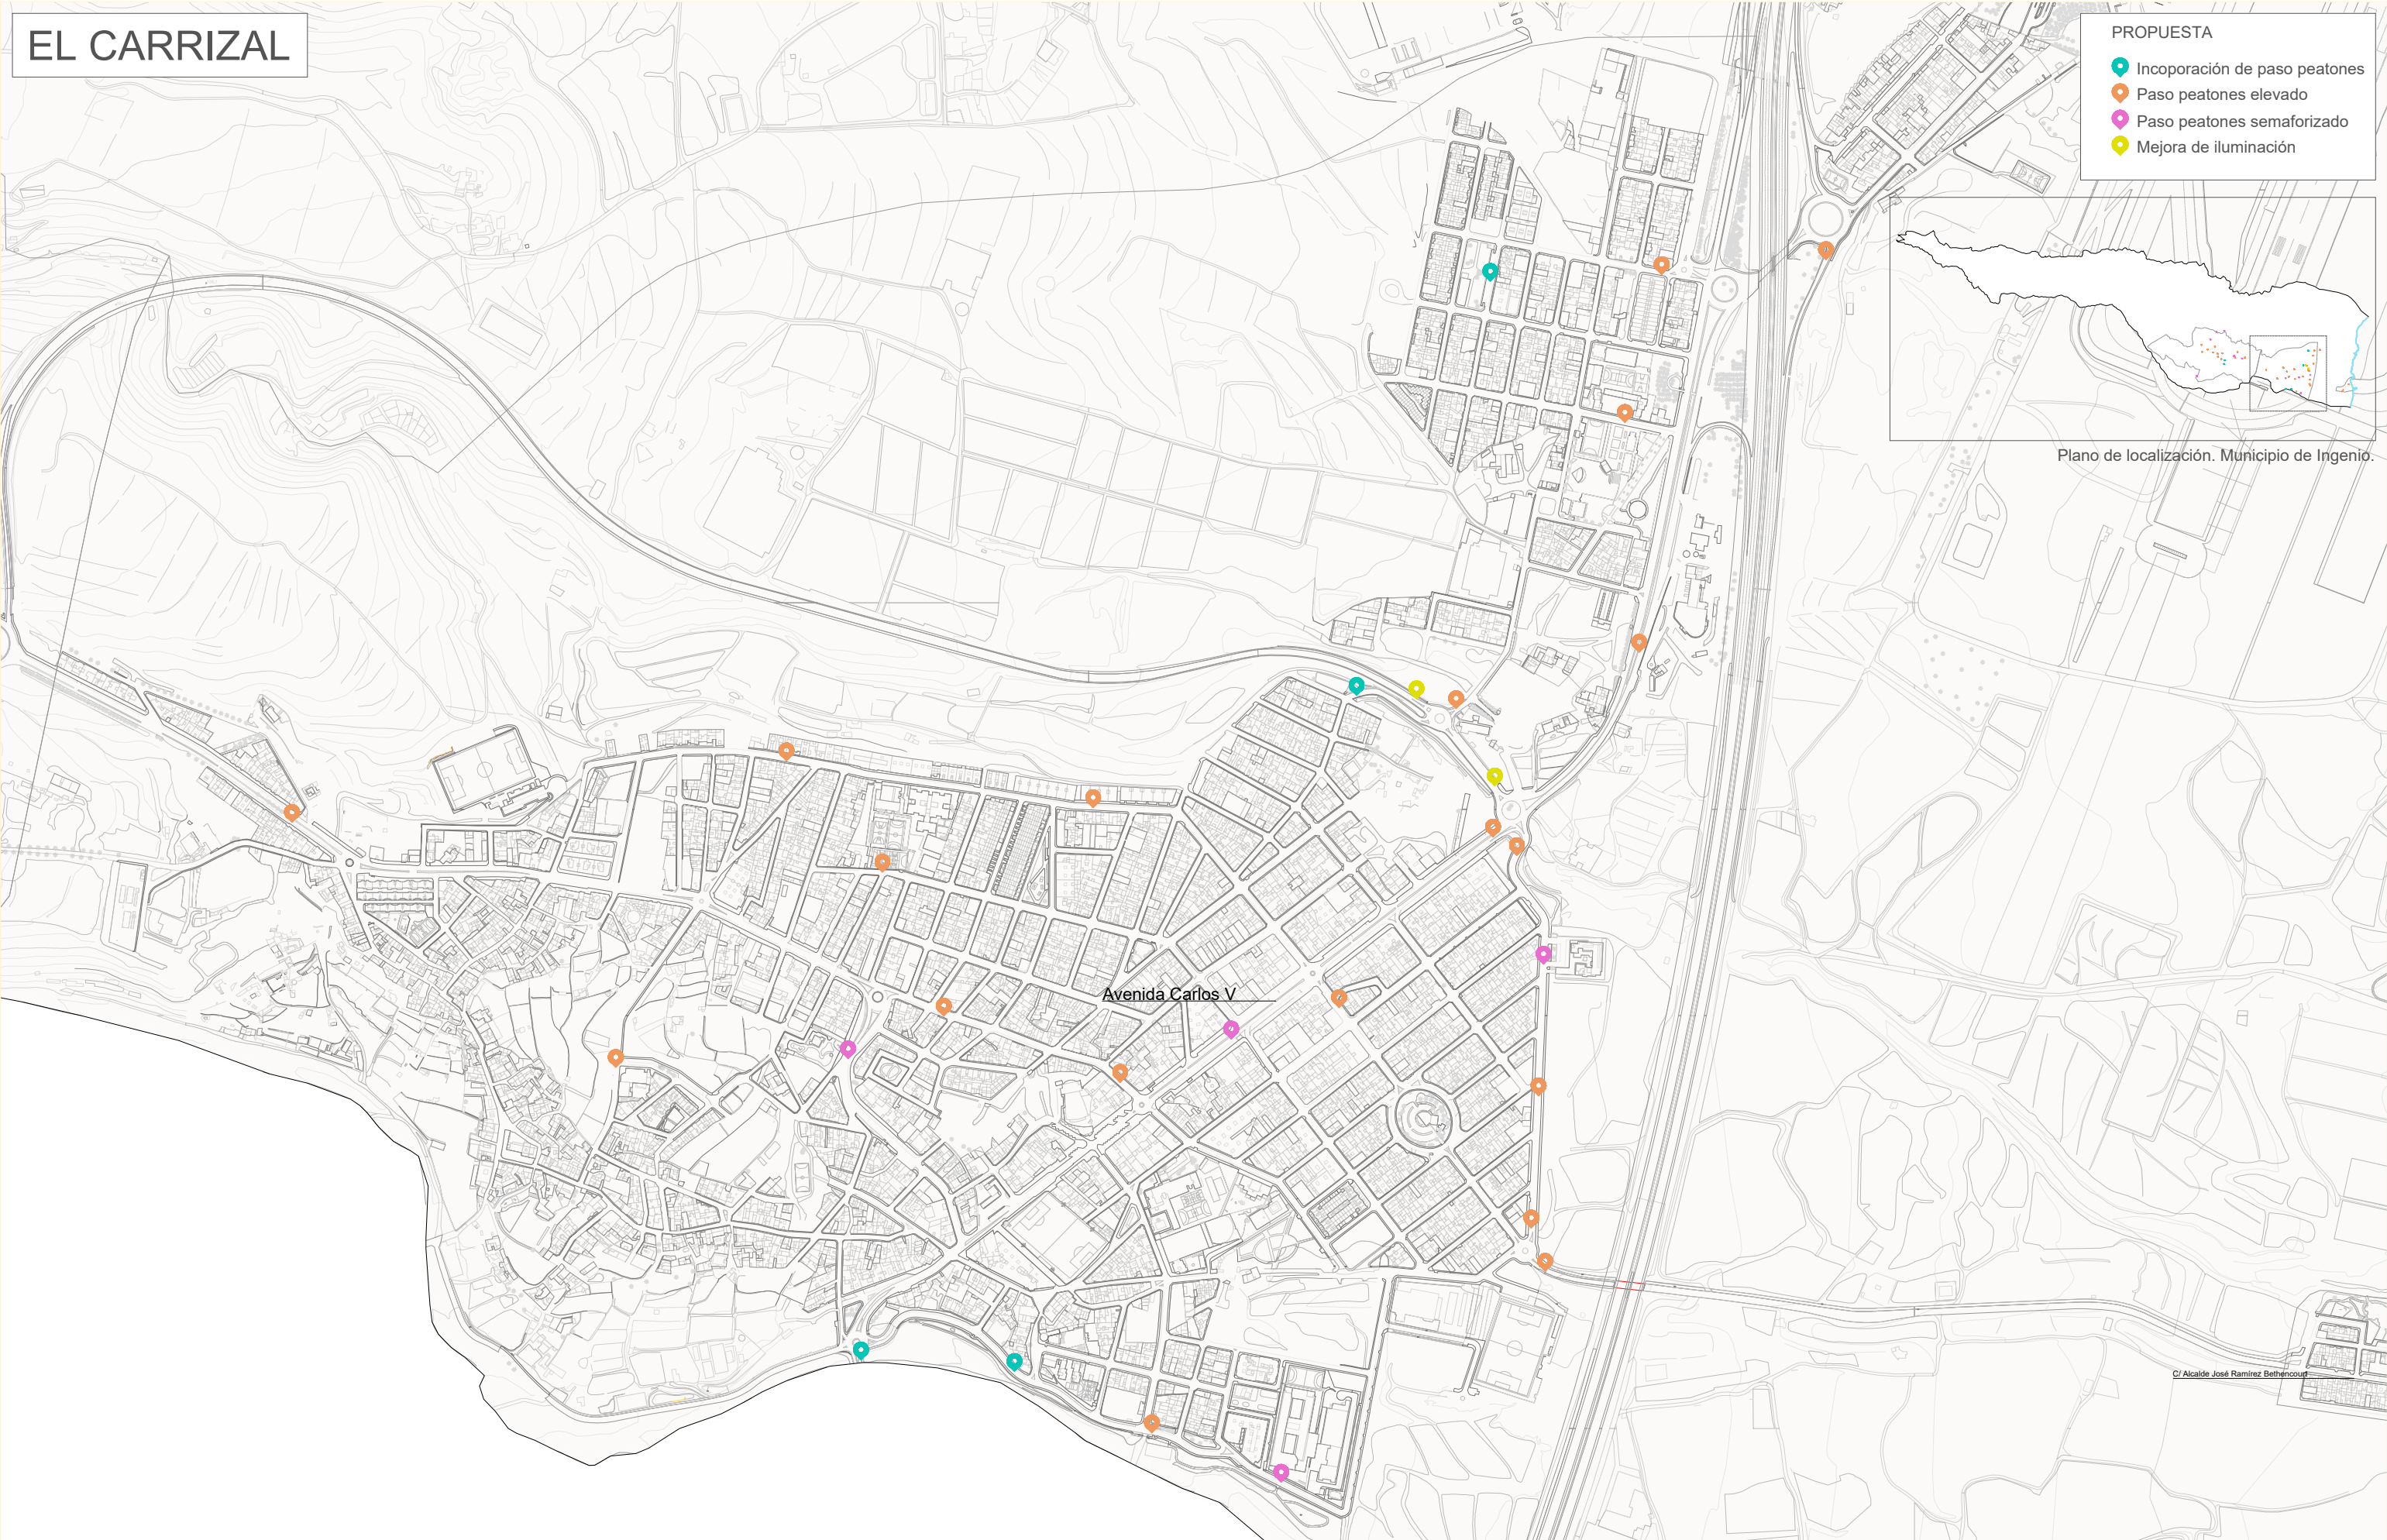 EL CARRIZAL
PROPUESTA
Incoporación de paso peatones
Paso peatones elevado
Paso peatones semaforizado
Mejora de iluminación
Plano de localización. Municipio de Ingenio.
Avenida Carlos V
C/ Alcalde José Ramírez Bethencourt